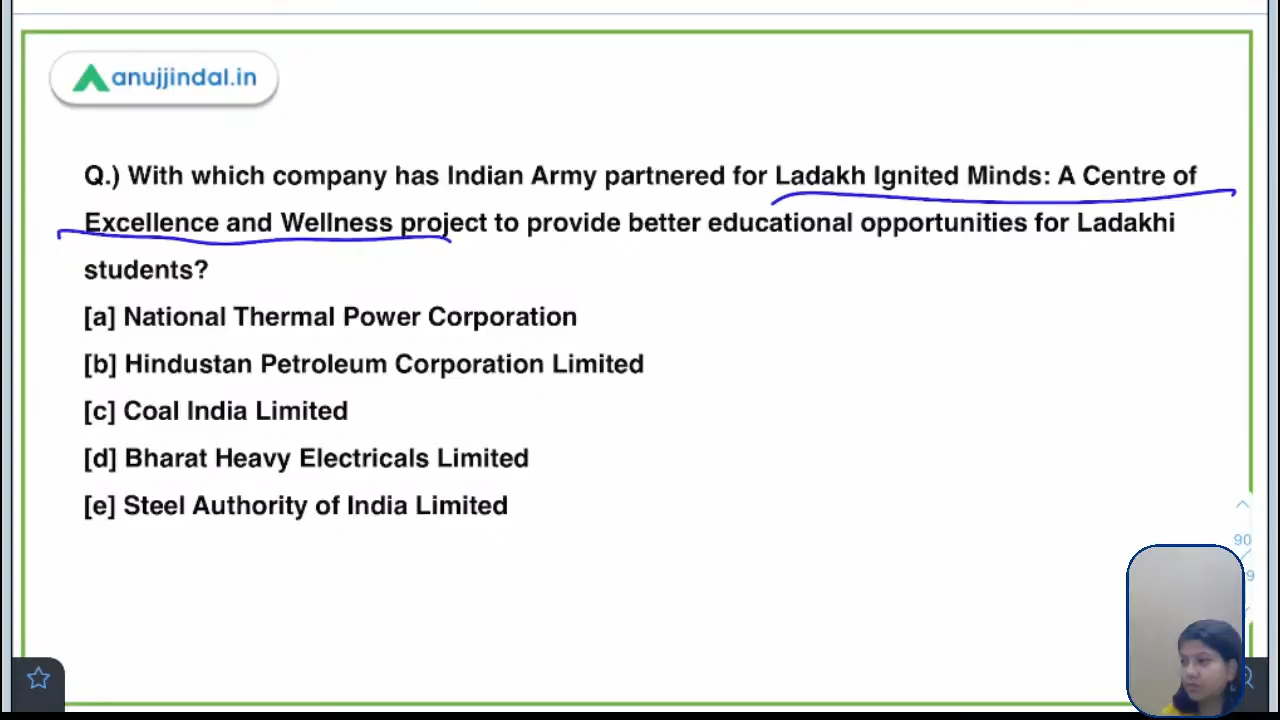 anujjindal.in
Q.) With which company has Indian Army partnered for Ladakh Ignited Minds: A Centre of
Excellence and Wellness project to provide better educational opportunities for Ladakhi
students?
[a] National Thermal Power Corporation
[b] Hindustan Petroleum Corporation Limited
[c] Coal India Limited
[d] Bharat Heavy Electricals Limited
[e] Steel Authority of India Limited
90
9